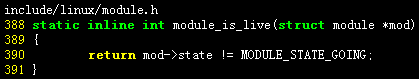 include/linux/module.h
388 static inline int module_is_live(struct module *mod)
389 {
390         return mod->state != MODULE_STATE_GOING;
391 }